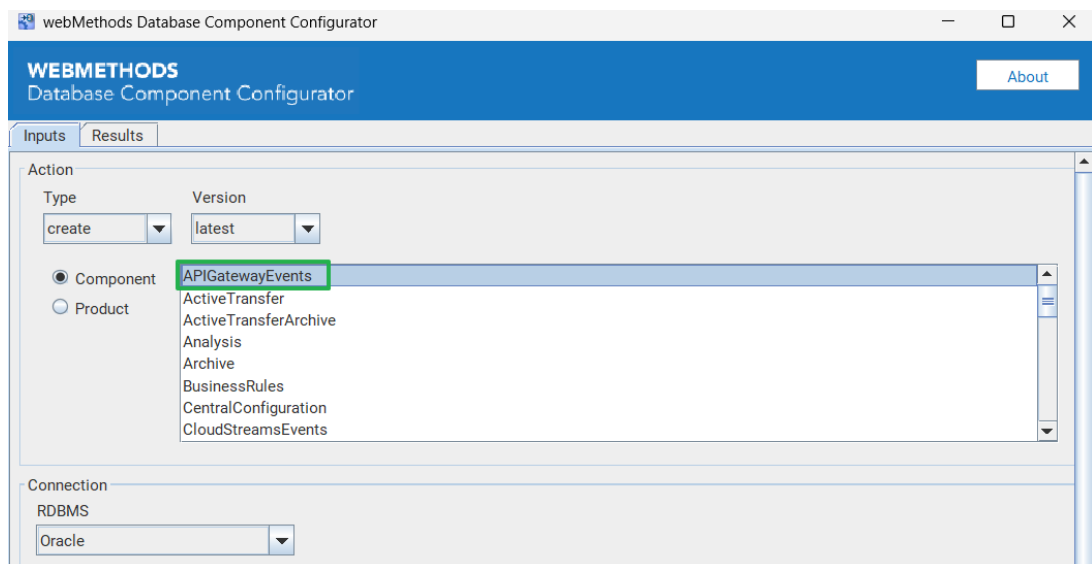 webMethods Database Component Configurator
WEBMETHODS
Database Component Configurator
About
Inputs Results
Action
Type Version
create latest
Component
Product
APIGatewayEvents
ActiveTransfer
ActiveTransferArchive
Analysis
Archive
BusinessRules
CentralConfiguration
CloudStreamsEvents
Connection
RDBMS
Oracle